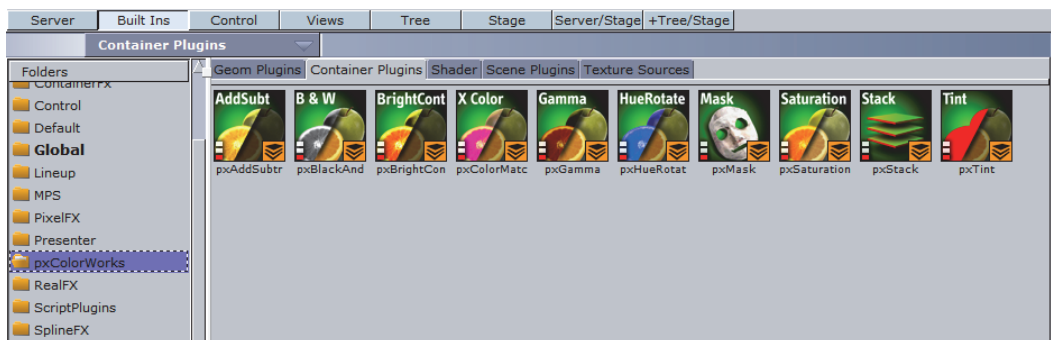 Server Built Ins Control Views Tree Stage Server/Stage +Tree/Stage
Container Plugins
Folders
ContainerFX
Control
Default
Global
Lineup
MPS
PixelFX
Presenter
pxColorWorks
RealFX
ScriptPlugins
SplineFX
Geom Plugins Container Plugins Shader Scene Plugins Texture Sources
AddSubt B & W BrightCont X Color Gamma HueRotate Mask Saturation Stack Tint
pxAddSubtr pxBlackAnd pxBrightCon pxColorMatc pxGamma pxHueRotat pxMask pxSaturation pxStack pxTint